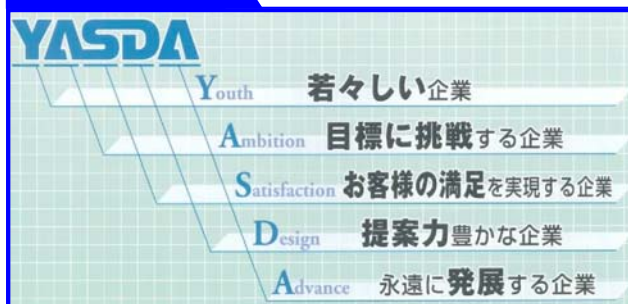 YASDA
Youth 若々しい企業
Ambition 目標に挑戦する企業
Satisfaction お客様の満足を実現する企業
Design 提案力豊かな企業
Advance 永遠に発展する企業